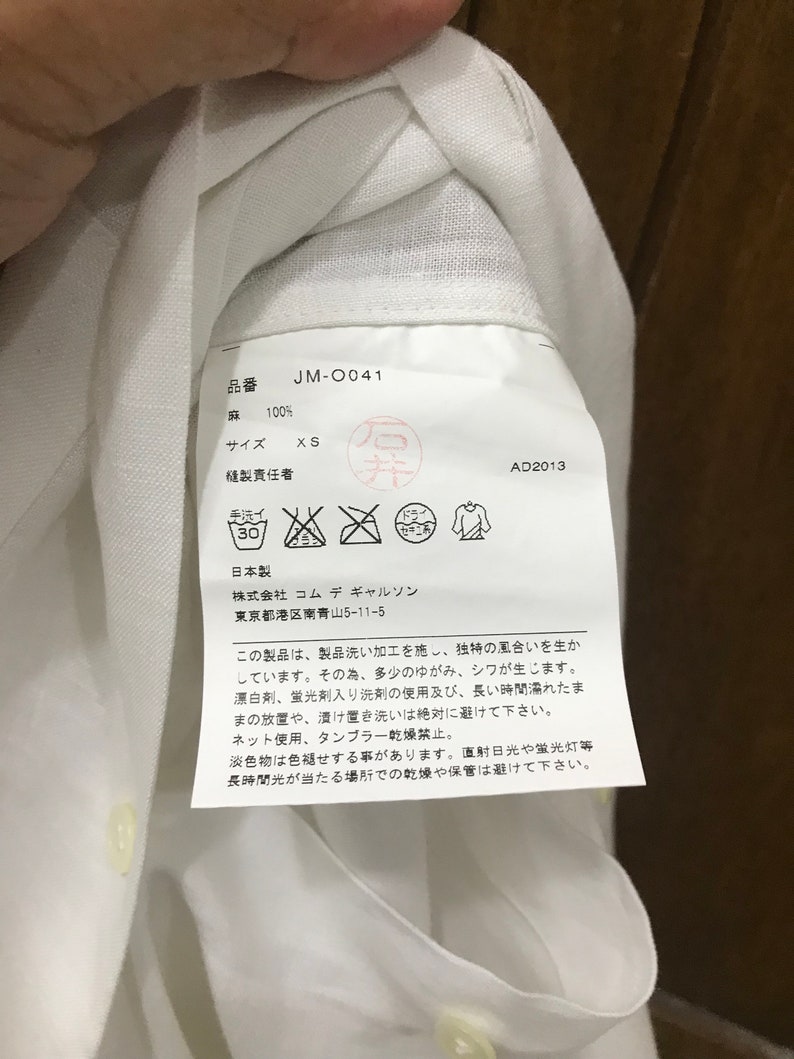 品番 JM-O041
麻 100%
サイズ XS
石井
縫製責任者
AD2013
手洗イ
30
エンソ
サラシ
ドライ
セキユ系
日本製
株式会社 コム デ ギャルソン
東京都港区南青山5-11-5
この製品は、製品洗い加工を施し、独特の風合いを生か
しています。その為、多少のゆがみ、シワが生じます。
漂白剤、蛍光剤入り洗剤の使用及び、長い時間濡れたま
まの放置や、漬け置き洗いは絶対に避けて下さい。
ネット使用、タンブラー乾燥禁止。
淡色物は色褪せする事があります。直射日光や蛍光灯等
長時間光が当たる場所での乾燥や保管は避けて下さい。